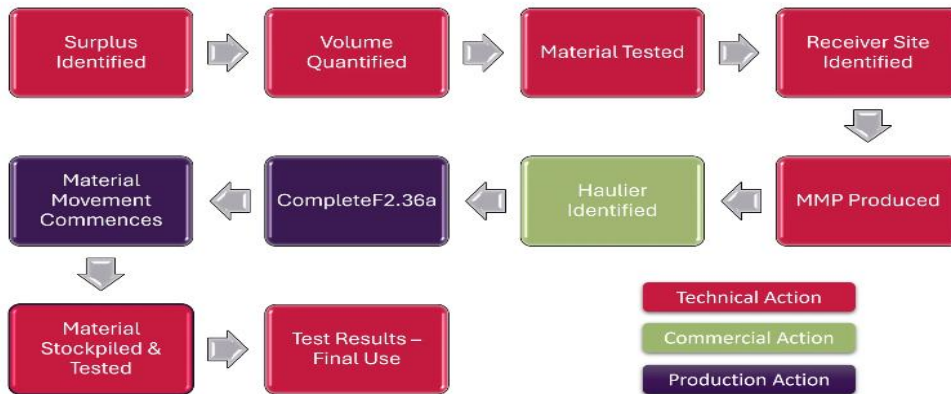 Surplus
Identified
Volume
Quantified
Material Tested
Receiver Site
Identified
MMP Produced
Haulier
Identified
CompleteF2.36a
Material
Movement
Commences
Material
Stockpiled &
Tested
Test Results –
Final Use
Technical Action
Commercial Action
Production Action